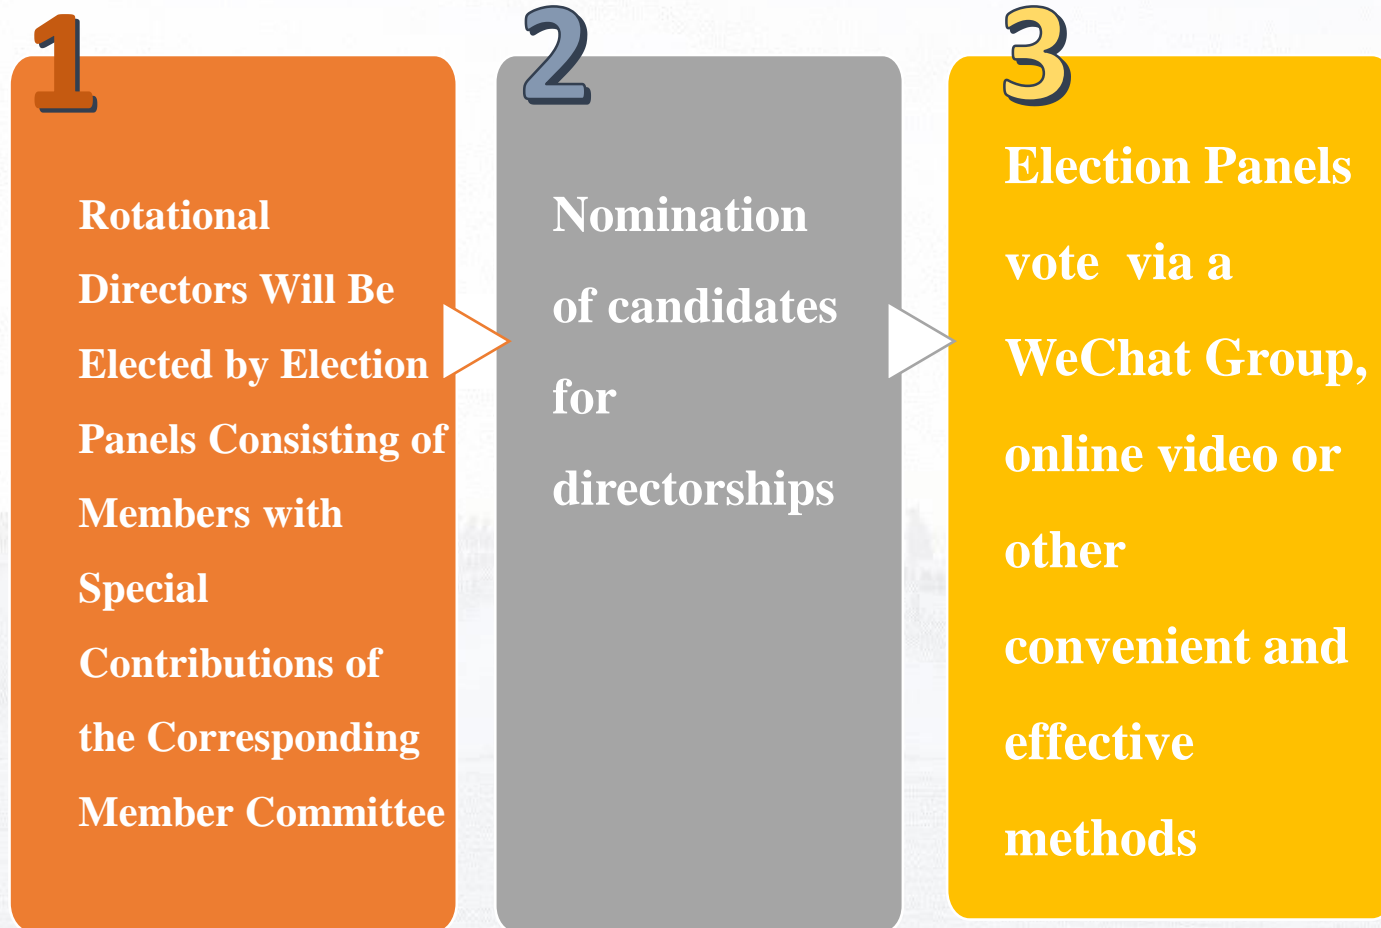 1
Rotational
Directors Will Be
Elected by Election
Panels Consisting of
Members with
Special
Contributions of
the Corresponding
Member Committee
2
Nomination
of candidates
for
directorships
3
Election Panels
vote  via a
WeChat Group,
online video or
other
convenient and
effective
methods